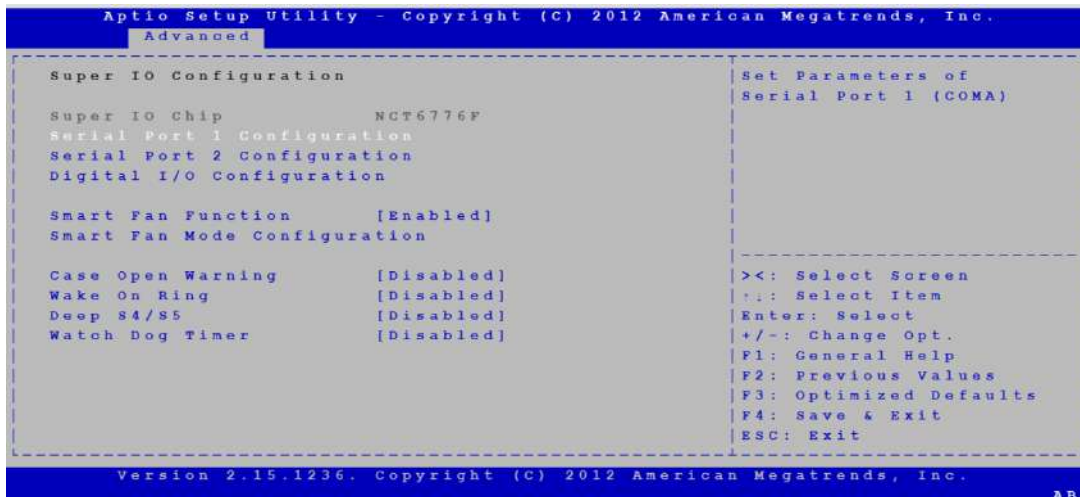 Aptio Setup Utility - Copyright (C) 2012 American Megatrends, Inc.
Advanced
Super IO Configuration
Super IO Chip NCT6776F
Serial Port 1 Configuration
Serial Port 2 Configuration
Digital I/O Configuration
Smart Fan Function [Enabled]
Smart Fan Mode Configuration
Case Open Warning [Disabled]
Wake On Ring [Disabled]
Deep S4/S5 [Disabled]
Watch Dog Timer [Disabled]
Set Parameters of
Serial Port 1 (COMA)
><: Select Screen
↑↓: Select Item
Enter: Select
+/-: Change Opt.
F1: General Help
F2: Previous Values
F3: Optimized Defaults
F4: Save & Exit
ESC: Exit
Version 2.15.1236. Copyright (C) 2012 American Megatrends, Inc.
AB